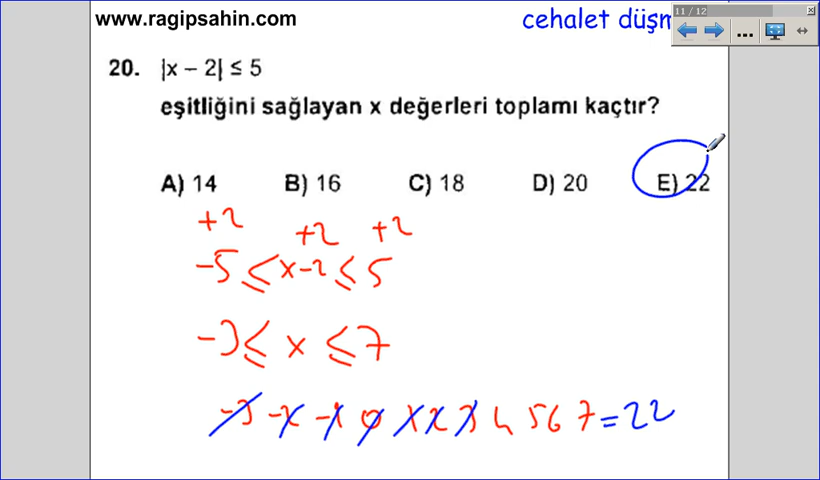 www.ragipsahin.com
cehalet düşm
11 / 12
20. |x – 2| ≤ 5
eşitliğini sağlayan x değerleri toplamı kaçtır?
A) 14 B) 16 C) 18 D) 20 E) 22
+2 +2 +2
-5 ≤ x-2 ≤ 5
-3 ≤ x ≤ 7
-3 -2 -1 0 1 2 3 4 5 6 7 = 22